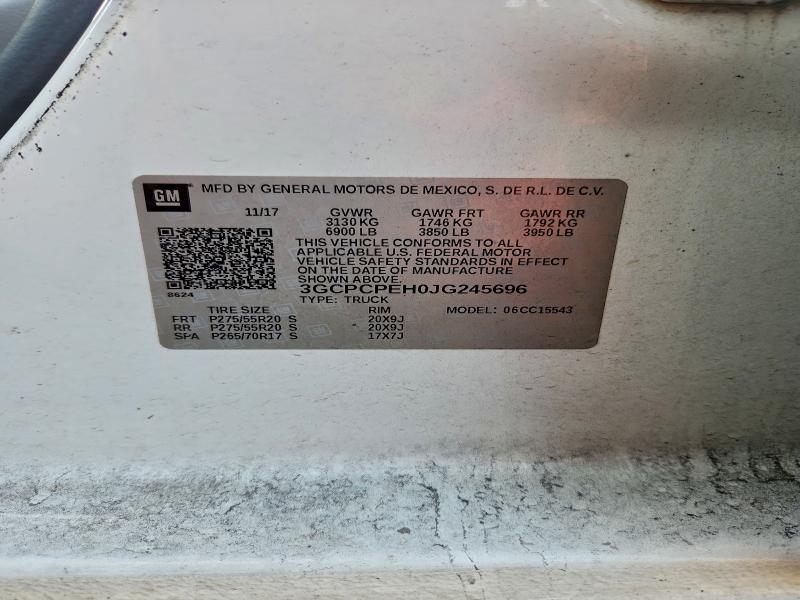 GM MFD BY GENERAL MOTORS DE MEXICO, S. DE R.L. DE C.V.
11/17 GVWR GAWR FRT GAWR RR
3130 KG 1746 KG 1792 KG
6900 LB 3850 LB 3950 LB
THIS VEHICLE CONFORMS TO ALL
APPLICABLE U.S. FEDERAL MOTOR
VEHICLE SAFETY STANDARDS IN EFFECT
ON THE DATE OF MANUFACTURE
SHOWN ABOVE.
8624
3GCPCPEH0JG245696
TYPE: TRUCK
TIRE SIZE RIM MODEL: 06CC15543
FRT P275/55R20 S 20X9J
RR P275/55R20 S 20X9J
SPA P265/70R17 S 17X7J